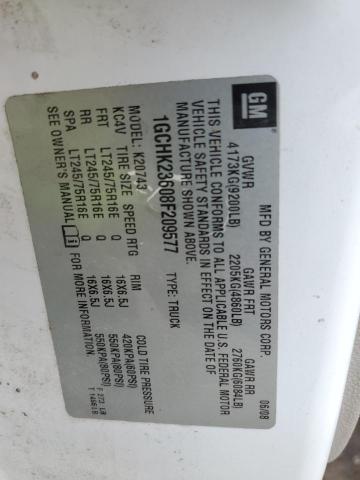 GM
MFD BY GENERAL MOTORS CORP. 06/08
GVWR GAWR FRT GAWR RR
4173KG(9200LB) 2205KG(4860LB) 2760KG(6084LB)
THIS VEHICLE CONFORMS TO ALL APPLICABLE U.S. FEDERAL MOTOR
VEHICLE SAFETY STANDARDS IN EFFECT ON THE DATE OF
MANUFACTURE SHOWN ABOVE.
1GCHK23608F209577 TYPE: TRUCK
MODEL: K20743
KC4V TIRE SIZE SPEED RTG RIM COLD TIRE PRESSURE
FRT LT245/75R16E Q 16X6.5J 420KPA(60PSI)
RR LT245/75R16E Q 16X6.5J 550KPA(80PSI)
SPA LT245/75R16E Q 16X6.5J 550KPA(80PSI)
SEE OWNER'S MANUAL FOR MORE INFORMATION.